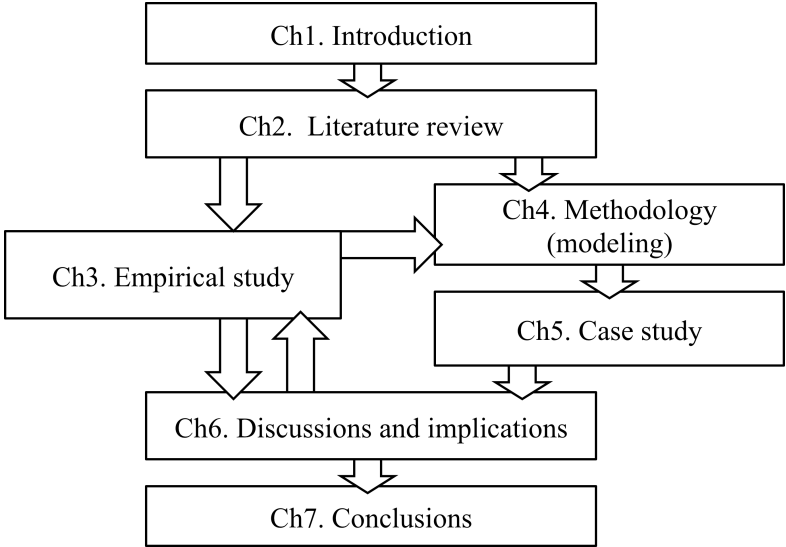 Ch1. Introduction
Ch2. Literature review
Ch4. Methodology
(modeling)
Ch3. Empirical study
Ch5. Case study
Ch6. Discussions and implications
Ch7. Conclusions